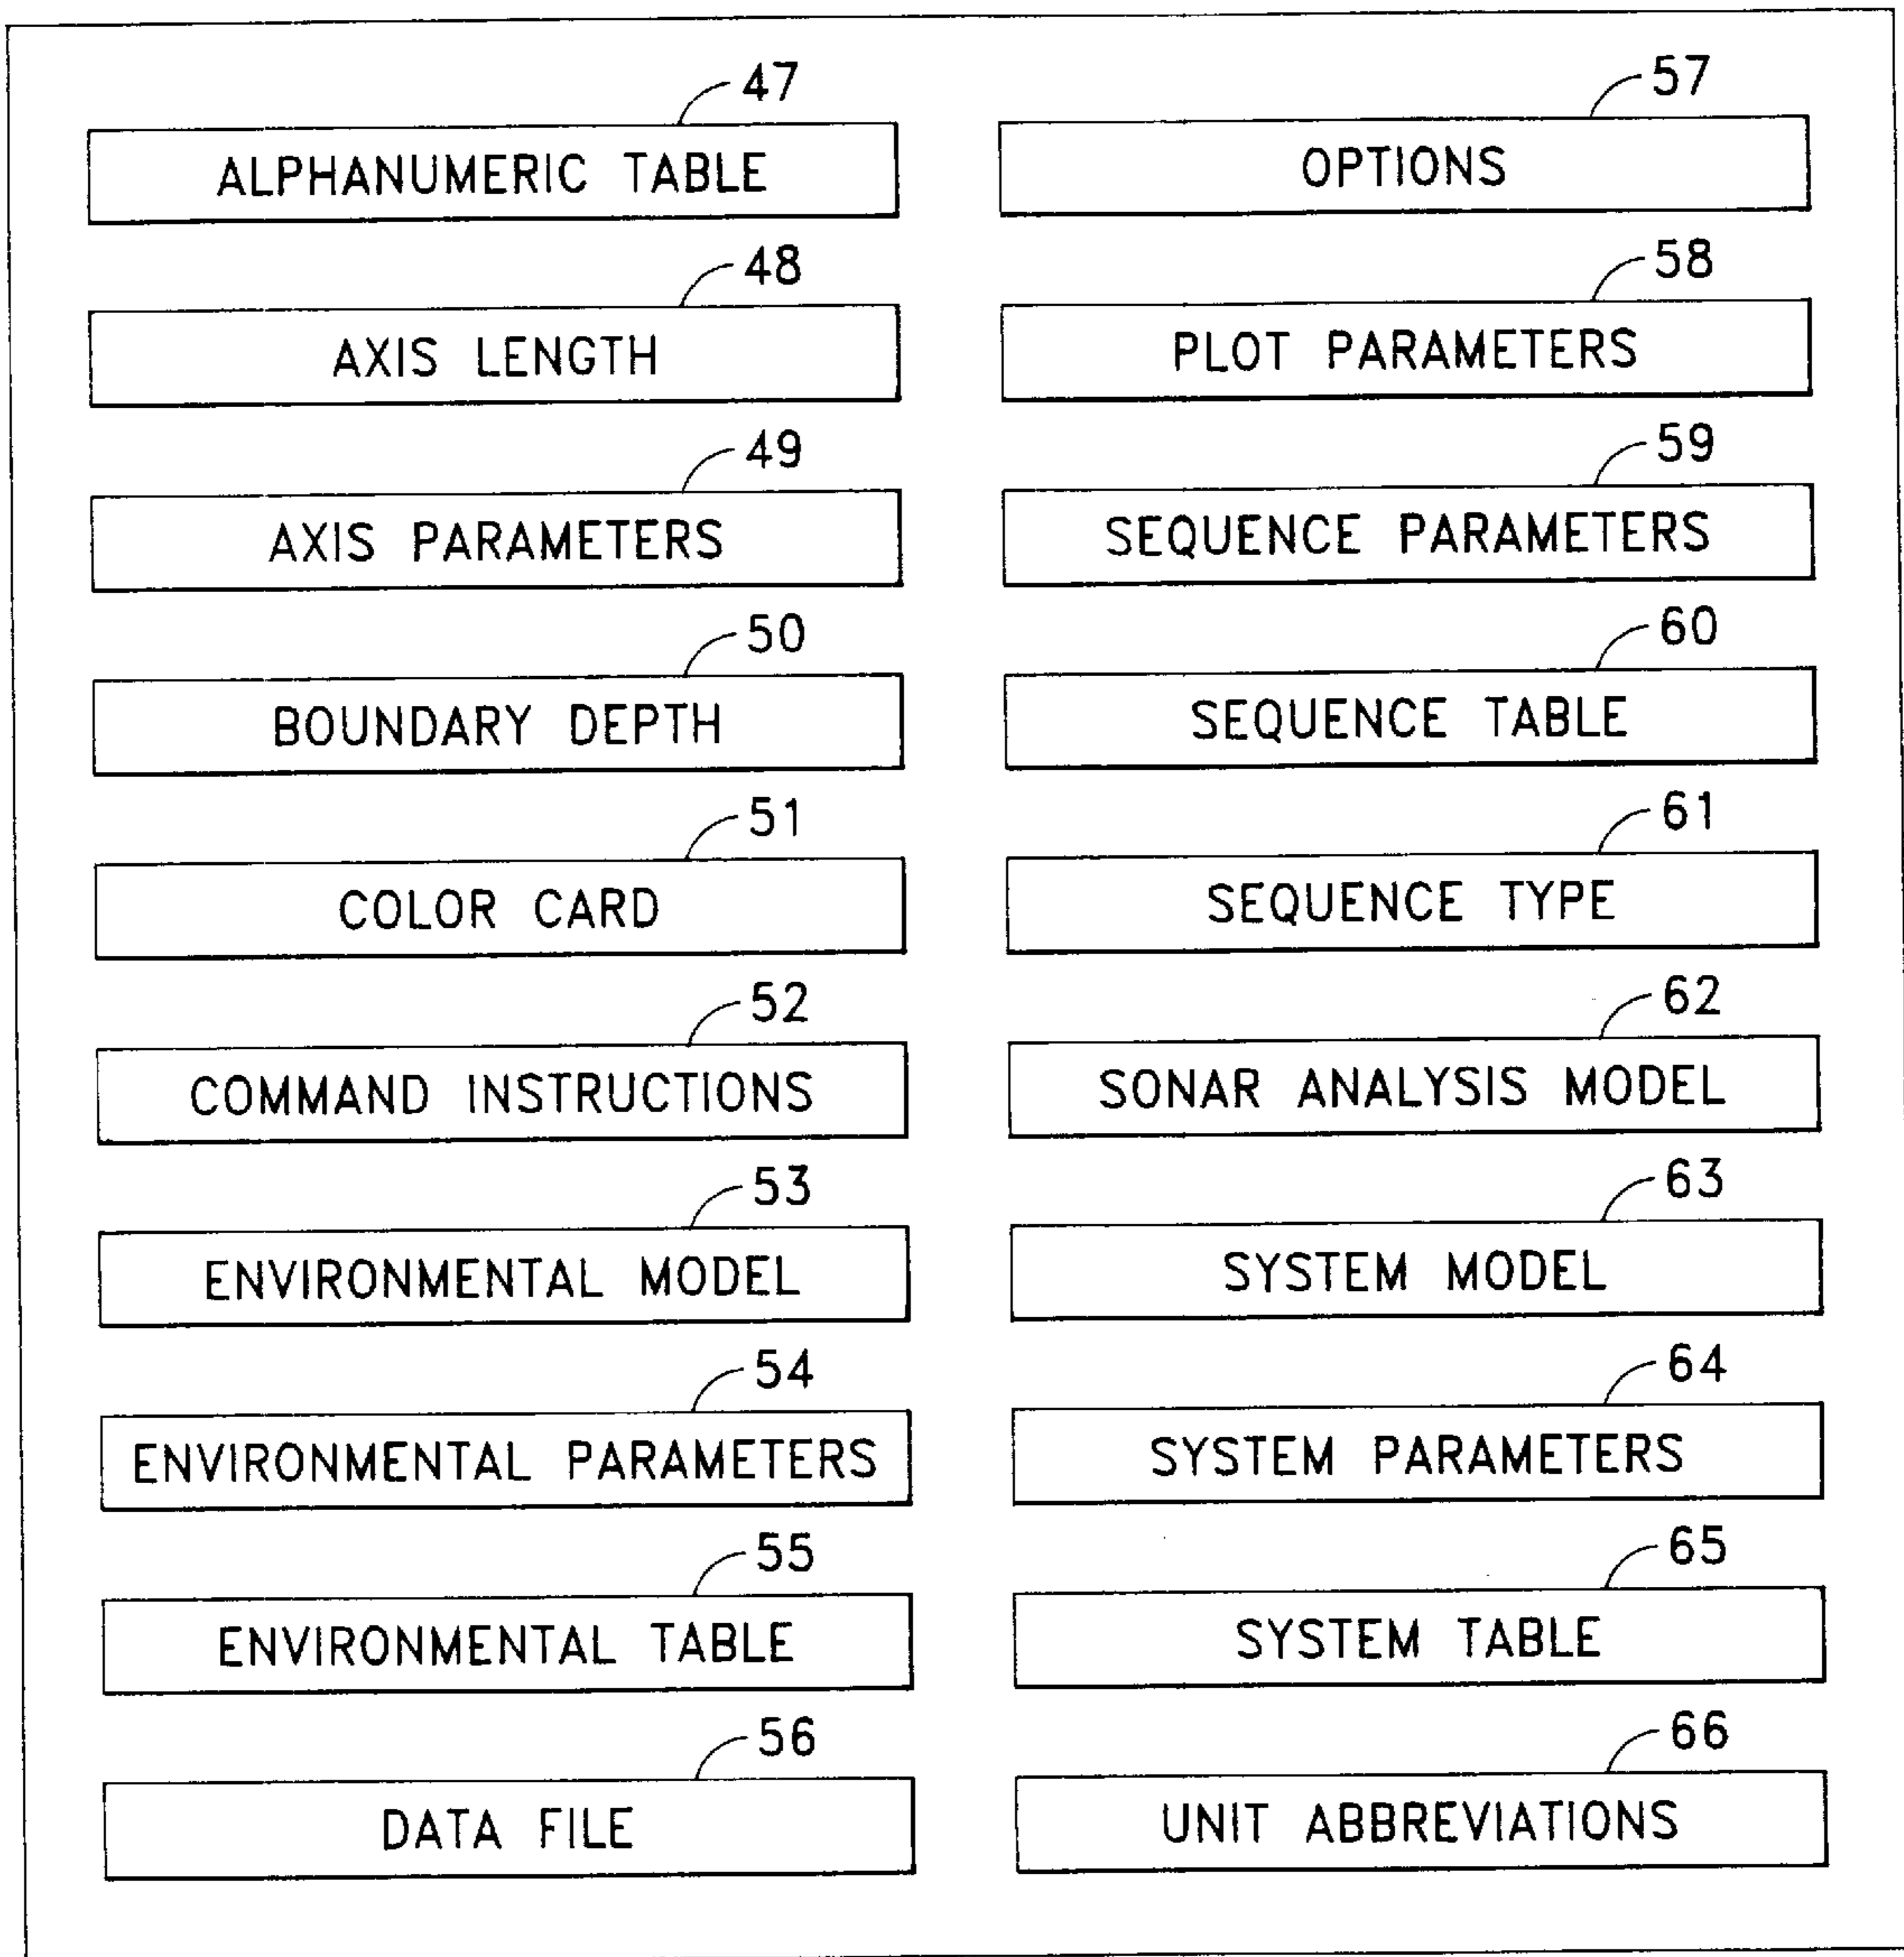 47
ALPHANUMERIC TABLE
48
AXIS LENGTH
49
AXIS PARAMETERS
50
BOUNDARY DEPTH
51
COLOR CARD
52
COMMAND INSTRUCTIONS
53
ENVIRONMENTAL MODEL
54
ENVIRONMENTAL PARAMETERS
55
ENVIRONMENTAL TABLE
56
DATA FILE
57
OPTIONS
58
PLOT PARAMETERS
59
SEQUENCE PARAMETERS
60
SEQUENCE TABLE
61
SEQUENCE TYPE
62
SONAR ANALYSIS MODEL
63
SYSTEM MODEL
64
SYSTEM PARAMETERS
65
SYSTEM TABLE
66
UNIT ABBREVIATIONS